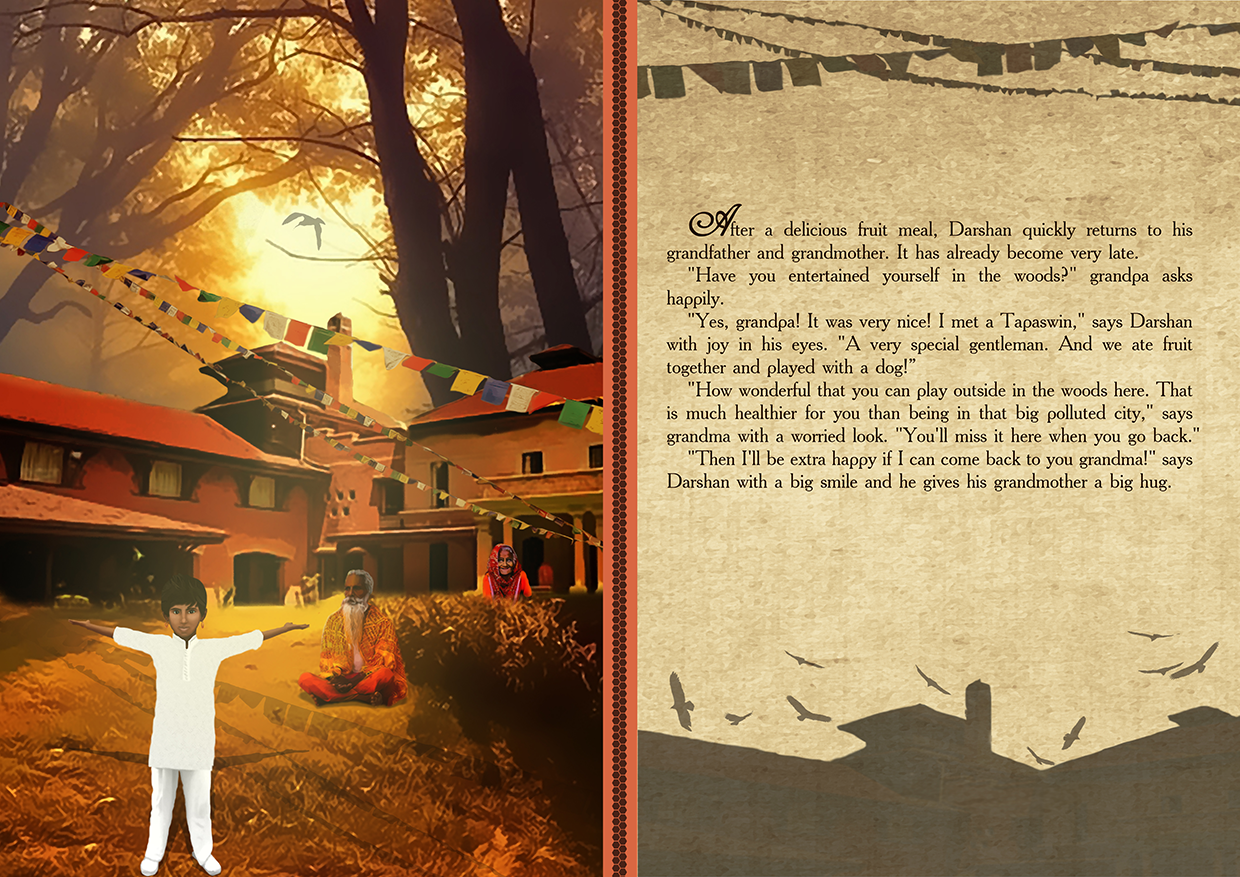 After a delicious fruit meal, Darshan quickly returns to his
grandfather and grandmother. It has already become very late.
"Have you entertained yourself in the woods?" grandpa asks
happily.
"Yes, grandpa! It was very nice! I met a Tapaswin," says Darshan
with joy in his eyes. "A very special gentleman. And we ate fruit
together and played with a dog!”
"How wonderful that you can play outside in the woods here. That
is much healthier for you than being in that big polluted city," says
grandma with a worried look. "You'll miss it here when you go back."
"Then I'll be extra happy if I can come back to you grandma!" says
Darshan with a big smile and he gives his grandmother a big hug.